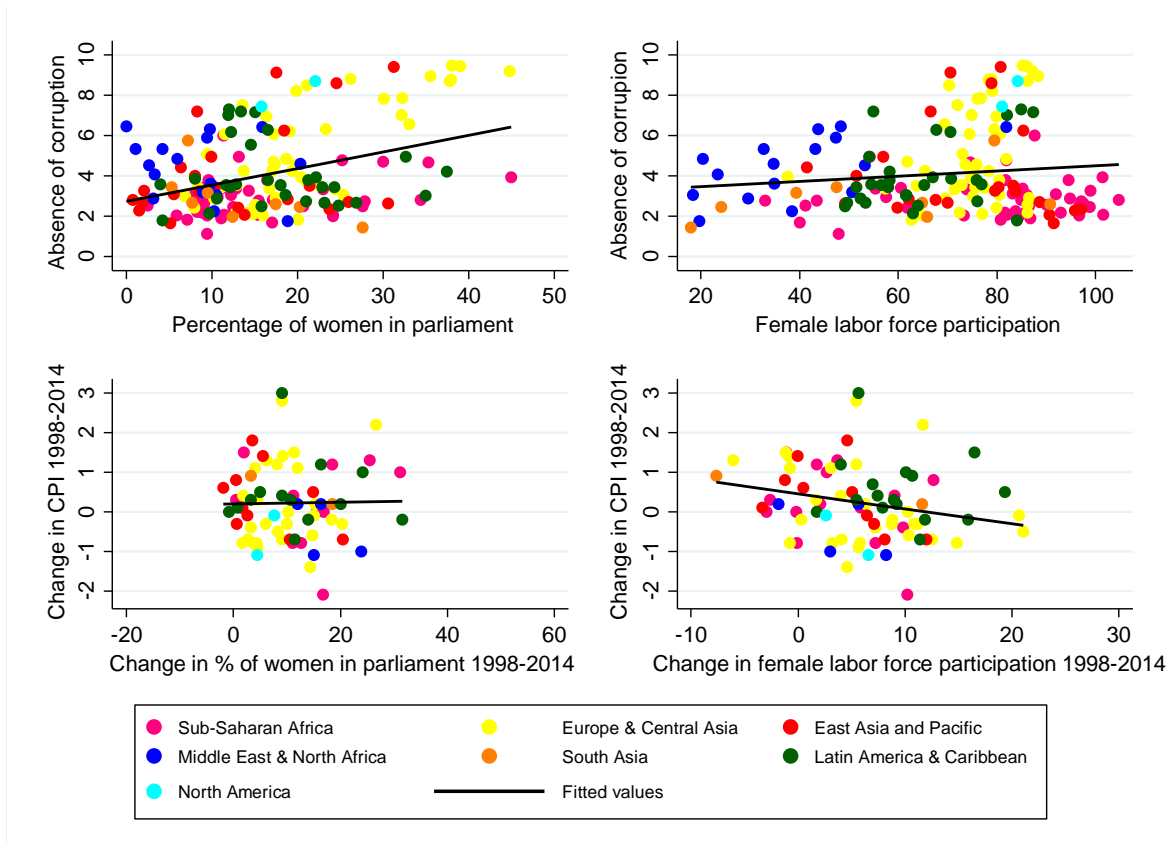 Absence of corruption
10
8
6
4
2
0
0 10 20 30 40 50
Percentage of women in parliament
Absence of corruption
10
8
6
4
2
0
20 40 60 80 100
Female labor force participation
Change in CPI 1998-2014
3
2
1
0
-1
-2
-20 0 20 40 60
Change in % of women in parliament 1998-2014
Change in CPI 1998-2014
3
2
1
0
-1
-2
-10 0 10 20 30
Change in female labor force participation 1998-2014
Sub-Saharan Africa Europe & Central Asia East Asia and Pacific
Middle East & North Africa South Asia Latin America & Caribbean
North America Fitted values